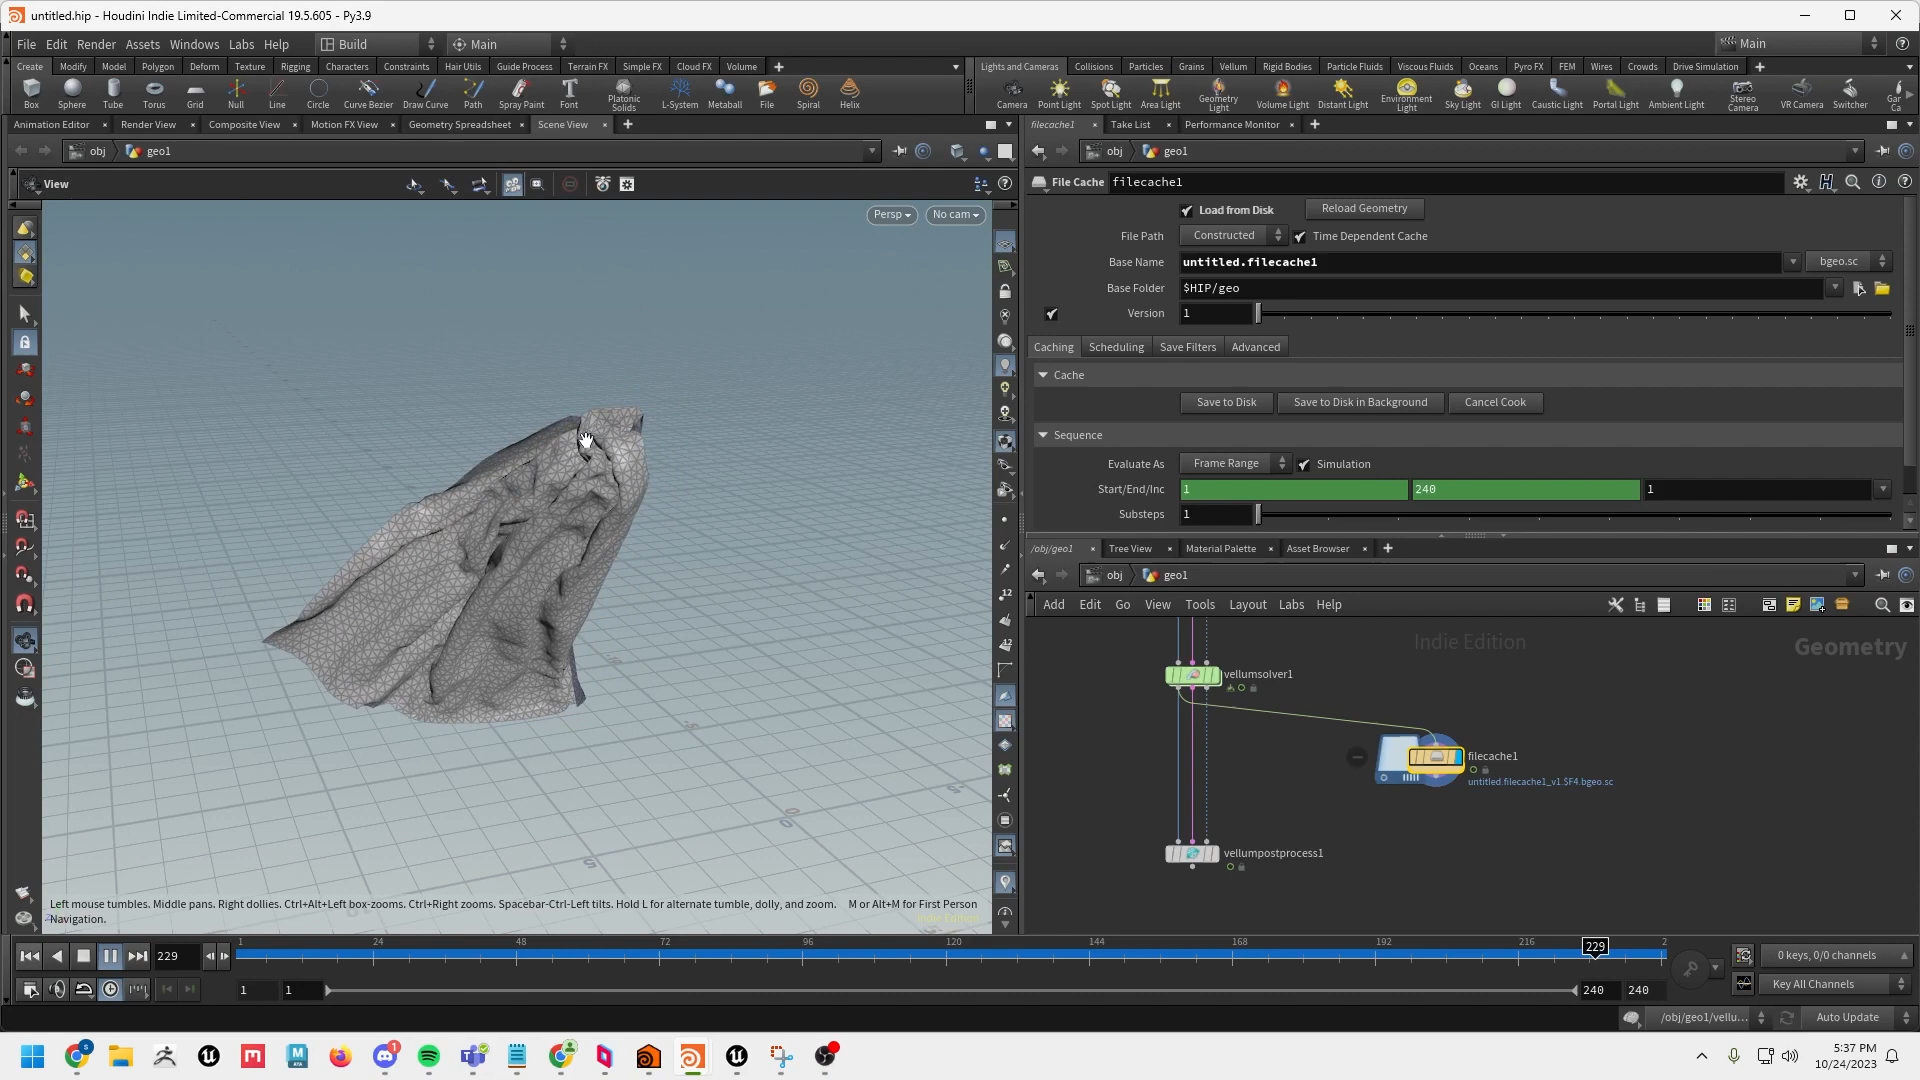 untitled.hip - Houdini Indie Limited-Commercial 19.5.605 - Py3.9
File Edit Render Assets Windows Labs Help Build Main Main
Create Modify Model Polygon Deform Texture Rigging Characters Constraints Hair Utils Guide Process Terrain FX Simple FX Cloud FX Volume
Lights and Cameras Collisions Particles Grains Vellum Rigid Bodies Particle Fluids Viscous Fluids Oceans Pyro FX FEM Wires Crowds Drive Simulation
Box Sphere Tube Torus Grid Null Line Circle Curve Bezier Draw Curve Path Spray Paint Font Platonic Solids L-System Metaball File Spiral Helix
Camera Point Light Spot Light Area Light Geometry Light Volume Light Distant Light Environment Light Sky Light GI Light Caustic Light Portal Light Ambient Light Stereo Camera VR Camera Switcher Gar Ca
Animation Editor Render View Composite View Motion FX View Geometry Spreadsheet Scene View
filecache1 Take List Performance Monitor
obj geo1
obj geo1
View
File Cache filecache1
Persp No cam
Load from Disk Reload Geometry
File Path Constructed Time Dependent Cache
Base Name untitled.filecache1 bgeo.sc
Base Folder $HIP/geo
Version 1
Caching Scheduling Save Filters Advanced
Cache
Save to Disk Save to Disk in Background Cancel Cook
Sequence
Evaluate As Frame Range Simulation
Start/End/Inc 1 240 1
Substeps 1
/obj/geo1 Tree View Material Palette Asset Browser
obj geo1
Add Edit Go View Tools Layout Labs Help
Indie Edition
Geometry
vellumsolver1
filecache1
untitled.filecache1_v1.$F4.bgeo.sc
vellumpostprocess1
Left mouse tumbles. Middle pans. Right dollies. Ctrl+Alt+Left box-zooms. Ctrl+Right zooms. Spacebar-Ctrl-Left tilts. Hold L for alternate tumble, dolly, and zoom. M or Alt+M for First Person
Navigation.
Indie Edition
229 1 24 48 72 96 120 144 168 192 216 229 2
0 keys, 0/0 channels
1 1 240 240
Key All Channels
/obj/geo1/vellu... Auto Update
5:37 PM
10/24/2023